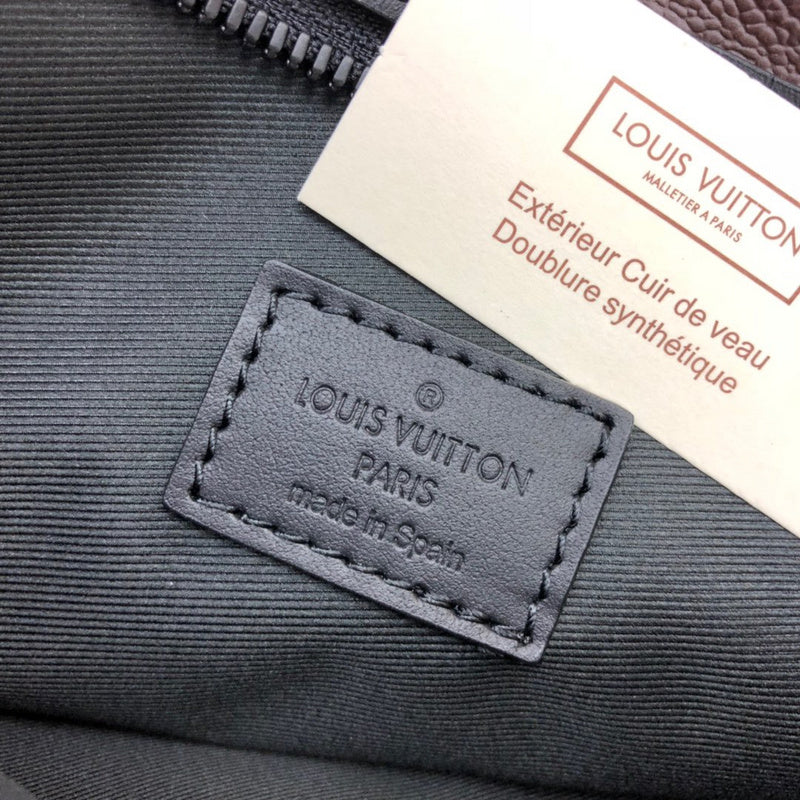 LOUIS VUITTON
MALLETIER A PARIS
Extérieur Cuir de veau
Doublure synthétique
®
LOUIS VUITTON
PARIS
made in Spain